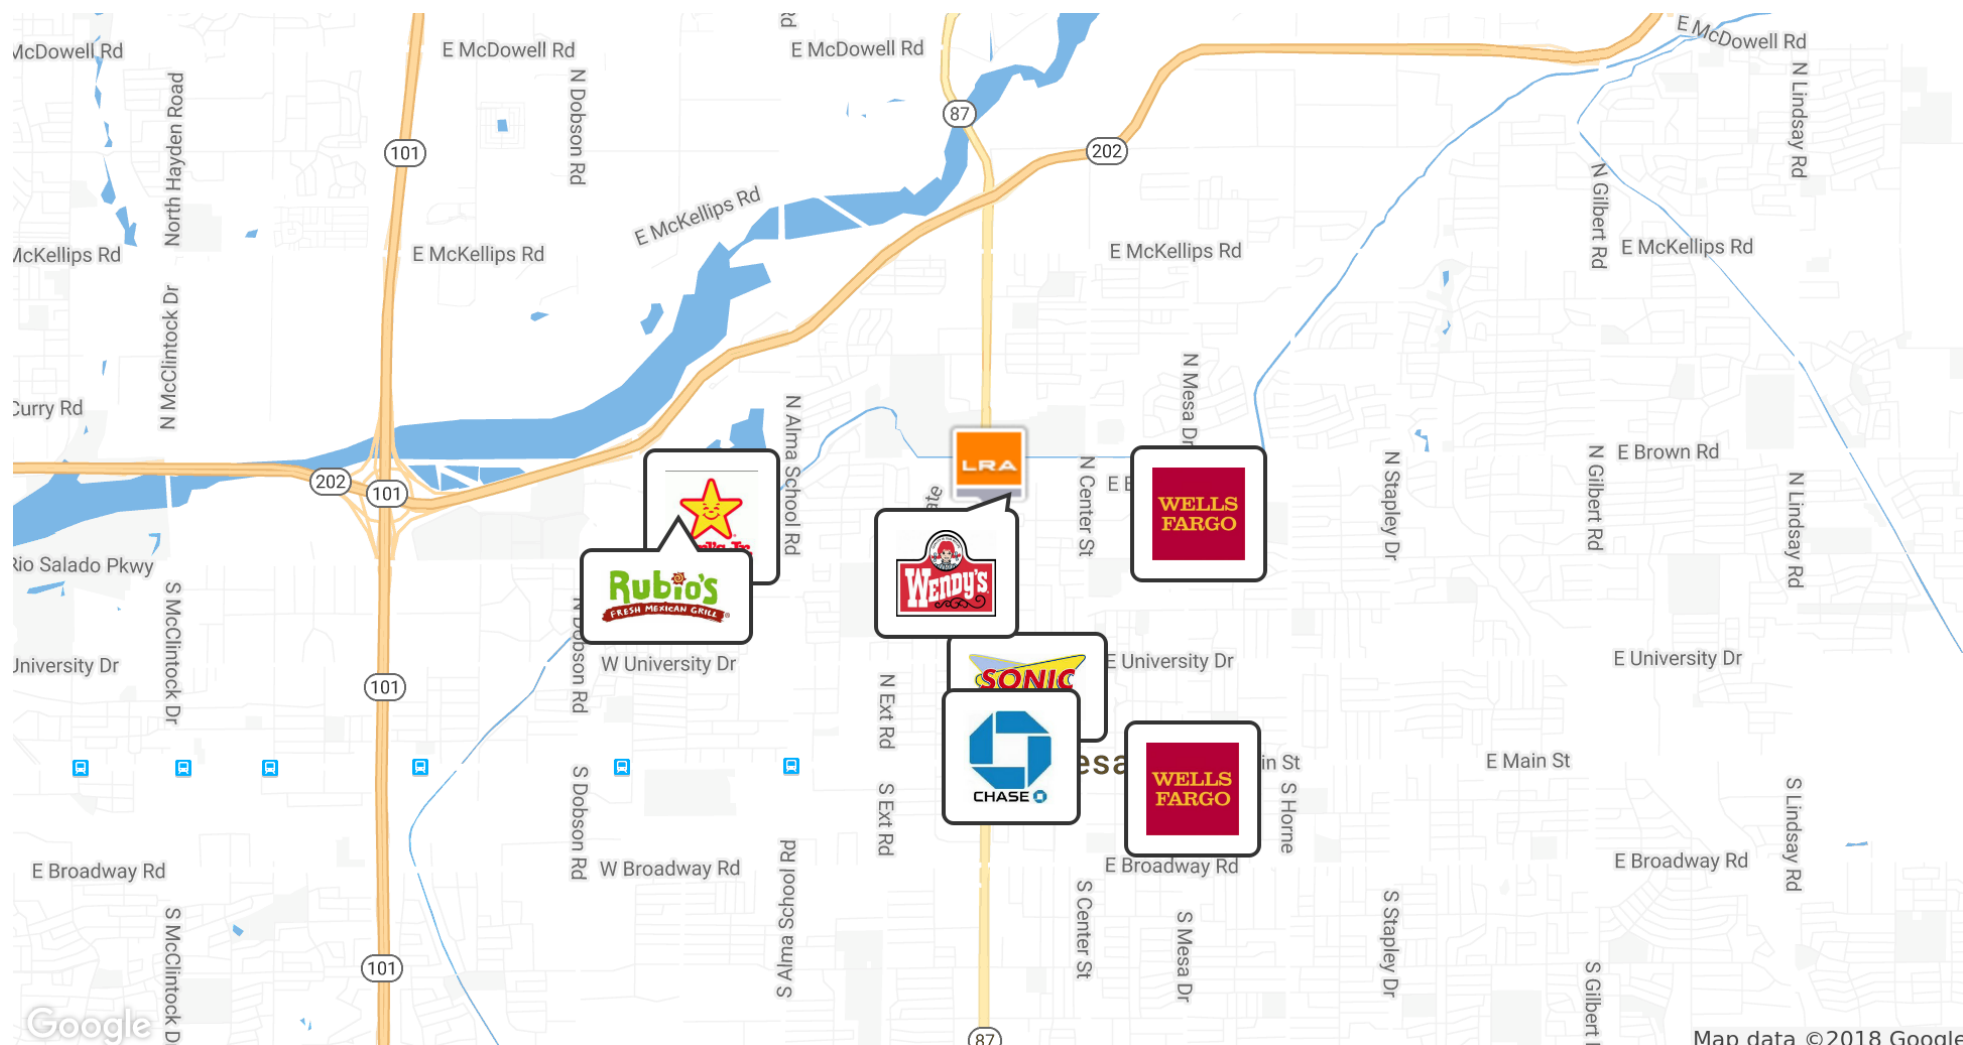 McDowell Rd
E McDowell Rd
E McDowell Rd
E McDowell Rd
North Hayden Road
N Dobson Rd
Rd
87
101
202
N Lindsay Rd
E McKellips Rd
N Gilbert Rd
McKellips Rd
E McKellips Rd
E McKellips Rd
E McKellips Rd
N McClintock Dr
Curry Rd
N Alma School Rd
N Mesa Dr
LRA
E Brown Rd
202
101
N Center St
WELLS
FARGO
N Stapley Dr
N Gilbert Rd
N Lindsay Rd
Rio Salado Pkwy
Rubio's
FRESH MEXICAN GRILL
WENDY'S
S McClintock Dr
N Dobson Rd
University Dr
W University Dr
101
N Ext Rd
SONIC
E University Dr
E University Dr
CHASE
WELLS
FARGO
E Main St
S Dobson Rd
S Ext Rd
S Horne
S Lindsay Rd
E Broadway Rd
W Broadway Rd
E Broadway Rd
E Broadway Rd
S McClintock D
S Alma School Rd
S Center St
S Mesa Dr
S Stapley Dr
S Gilbert
101
Google
87
Map data ©2018 Google